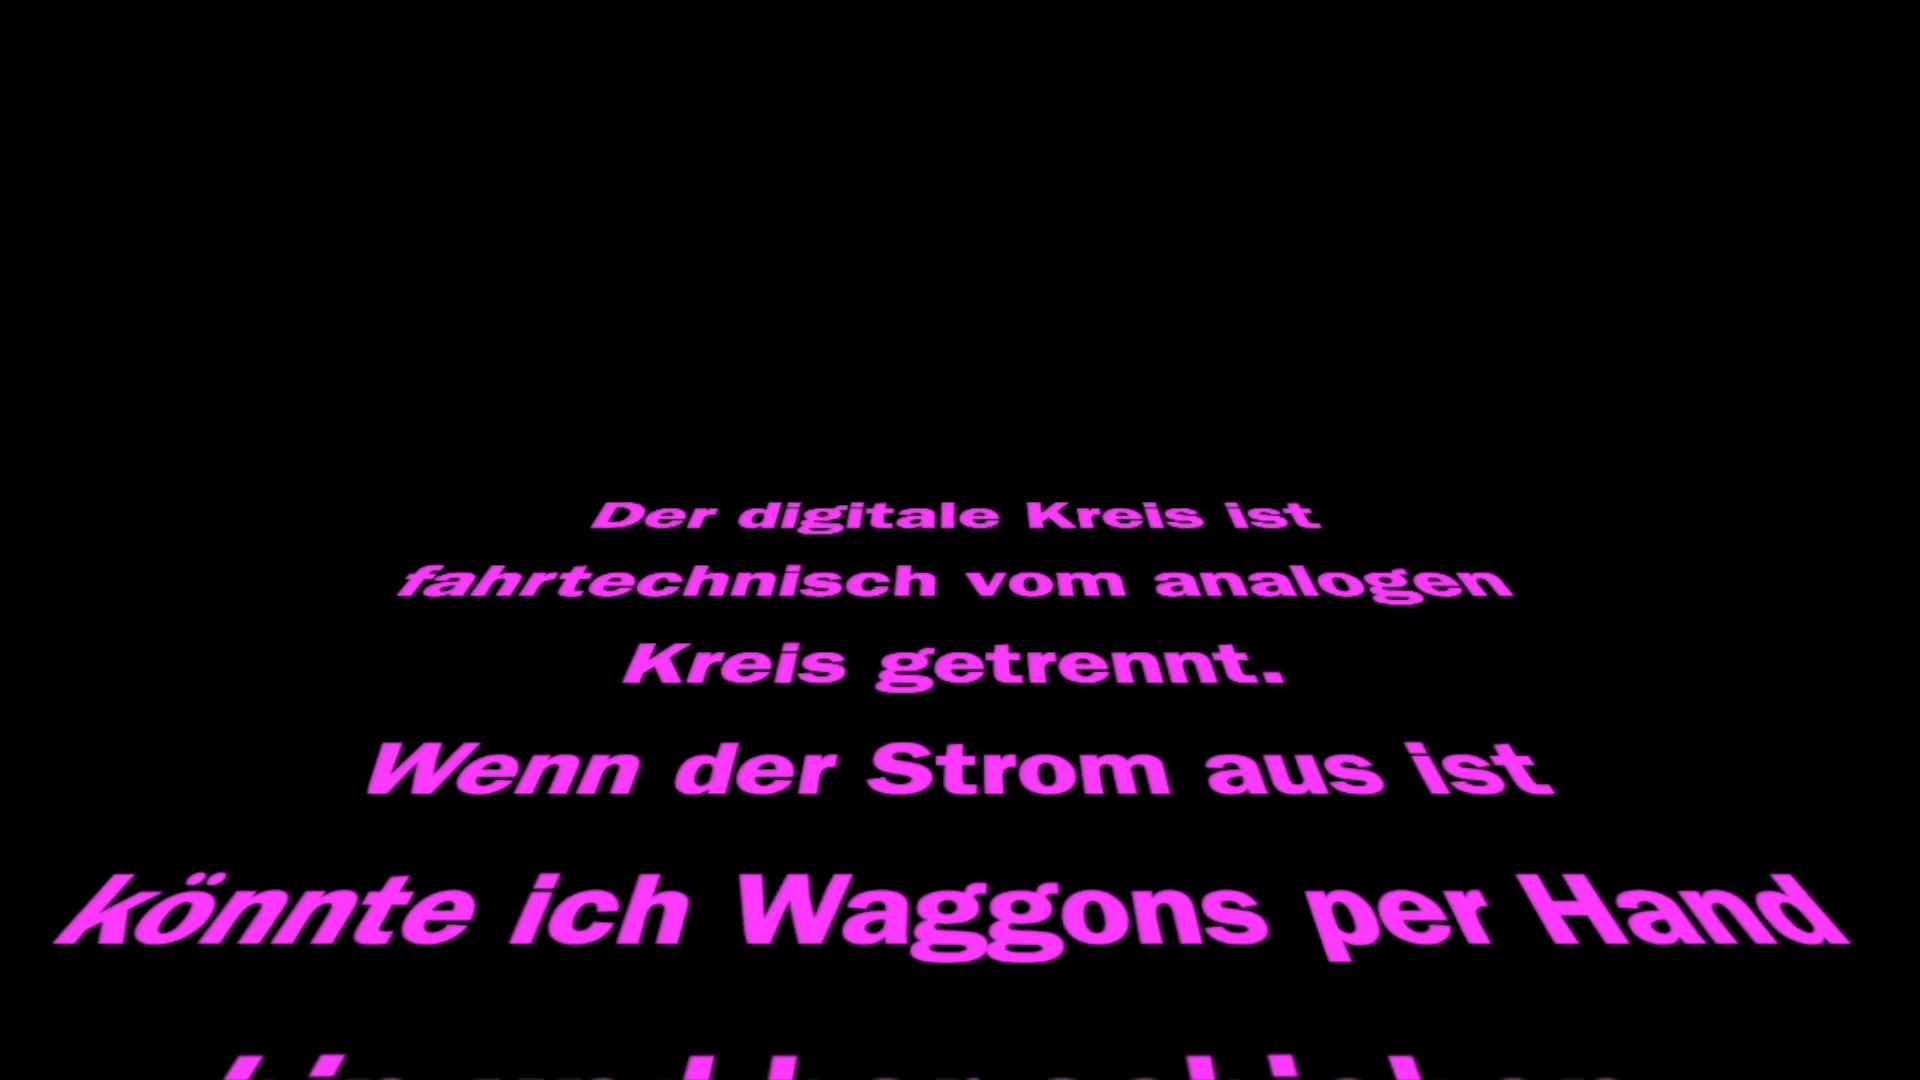 Der digitale Kreis ist
fahrtechnisch vom analogen
Kreis getrennt.
Wenn der Strom aus ist
könnte ich Waggons per Hand